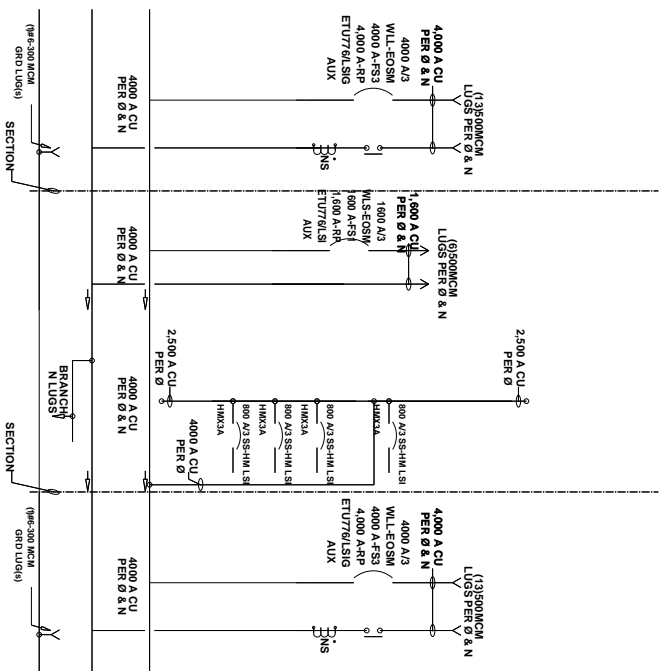 (13)500MCM
LUGS PER Ø & N
4,000 A CU
PER Ø & N
4000 A/3
WLL-EOSM
4000 A-FS3
4,000 A-RP
ETU776/LSIG
AUX
NS
4000 A CU
PER Ø & N
(1)#6-300 MCM
GRD LUG(s)
SECTION
(6)500MCM
LUGS PER Ø & N
1,600 A CU
PER Ø & N
1600 A/3
WLS-EOSM
1600 A-FS1
1,600 A-RP
ETU776/LSI
AUX
4000 A CU
PER Ø & N
2,500 A CU
PER Ø
800 A/3 SS-HM LSI
HMX3A
800 A/3 SS-HM LSI
HMX3A
800 A/3 SS-HM LSI
HMX3A
800 A/3 SS-HM LSI
HMX3A
2,500 A CU
PER Ø
4000 A CU
PER Ø
4000 A CU
PER Ø & N
BRANCH
N LUGS
SECTION
(13)500MCM
LUGS PER Ø & N
4,000 A CU
PER Ø & N
4000 A/3
WLL-EOSM
4000 A-FS3
4,000 A-RP
ETU776/LSIG
AUX
NS
4000 A CU
PER Ø & N
(1)#6-300 MCM
GRD LUG(s)